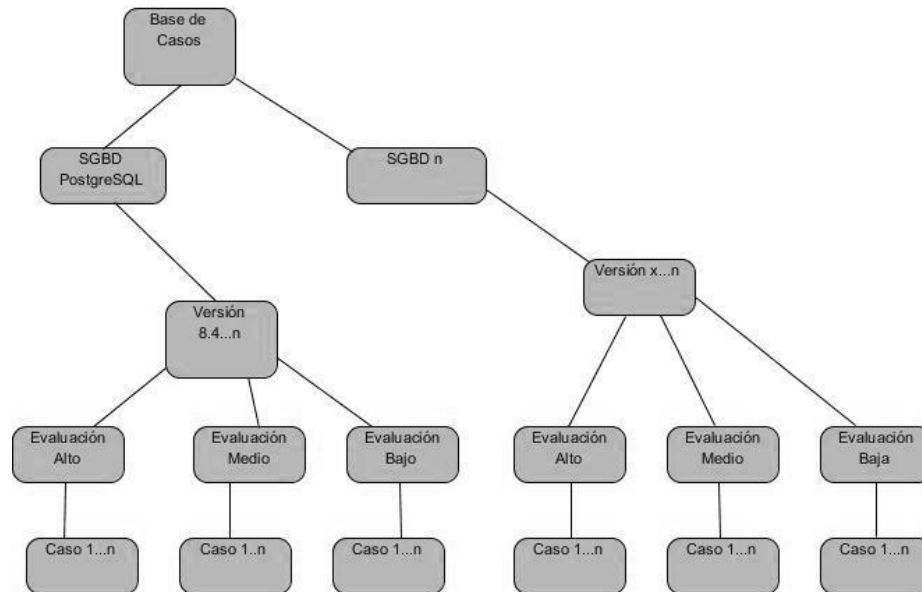 Base de
Casos
SGBD
PostgreSQL
SGBD n
Versión x...n
Versión
8.4...n
Evaluación
Alto
Evaluación
Medio
Evaluación
Bajo
Evaluación
Alto
Evaluación
Medio
Evaluación
Baja
Caso 1...n
Caso 1..n
Caso 1...n
Caso 1...n
Caso 1...n
Caso 1...n